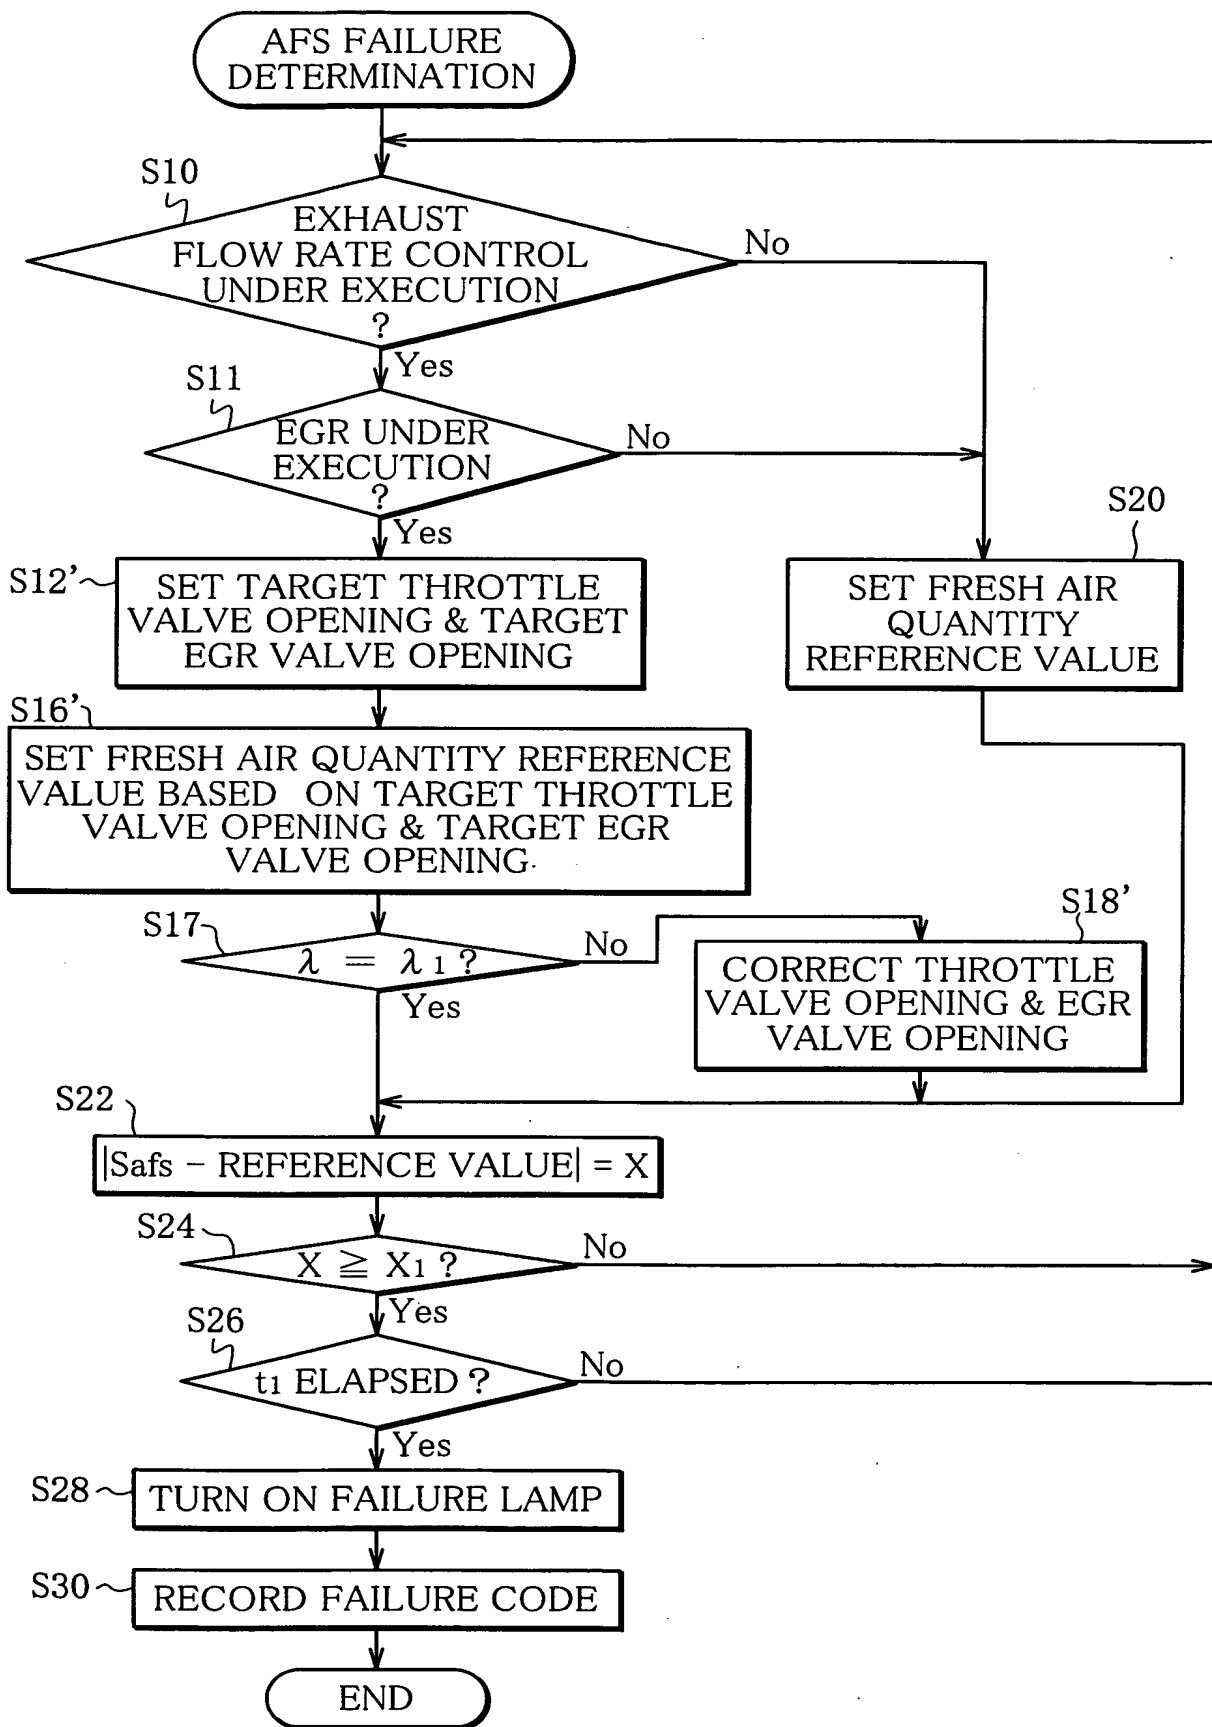 AFS FAILURE
DETERMINATION
S10
EXHAUST
FLOW RATE CONTROL
UNDER EXECUTION
?
No
Yes
S11
EGR UNDER
EXECUTION
?
No
Yes
S12'
SET TARGET THROTTLE
VALVE OPENING & TARGET
EGR VALVE OPENING
S20
SET FRESH AIR
QUANTITY
REFERENCE VALUE
S16'
SET FRESH AIR QUANTITY REFERENCE
VALUE BASED ON TARGET THROTTLE
VALVE OPENING & TARGET EGR
VALVE OPENING
S17
λ = λ1 ?
No
Yes
S18'
CORRECT THROTTLE
VALVE OPENING & EGR
VALVE OPENING
S22
|Safs − REFERENCE VALUE| = X
S24
X ≧ X1 ?
No
Yes
S26
t1 ELAPSED ?
No
Yes
S28
TURN ON FAILURE LAMP
S30
RECORD FAILURE CODE
END